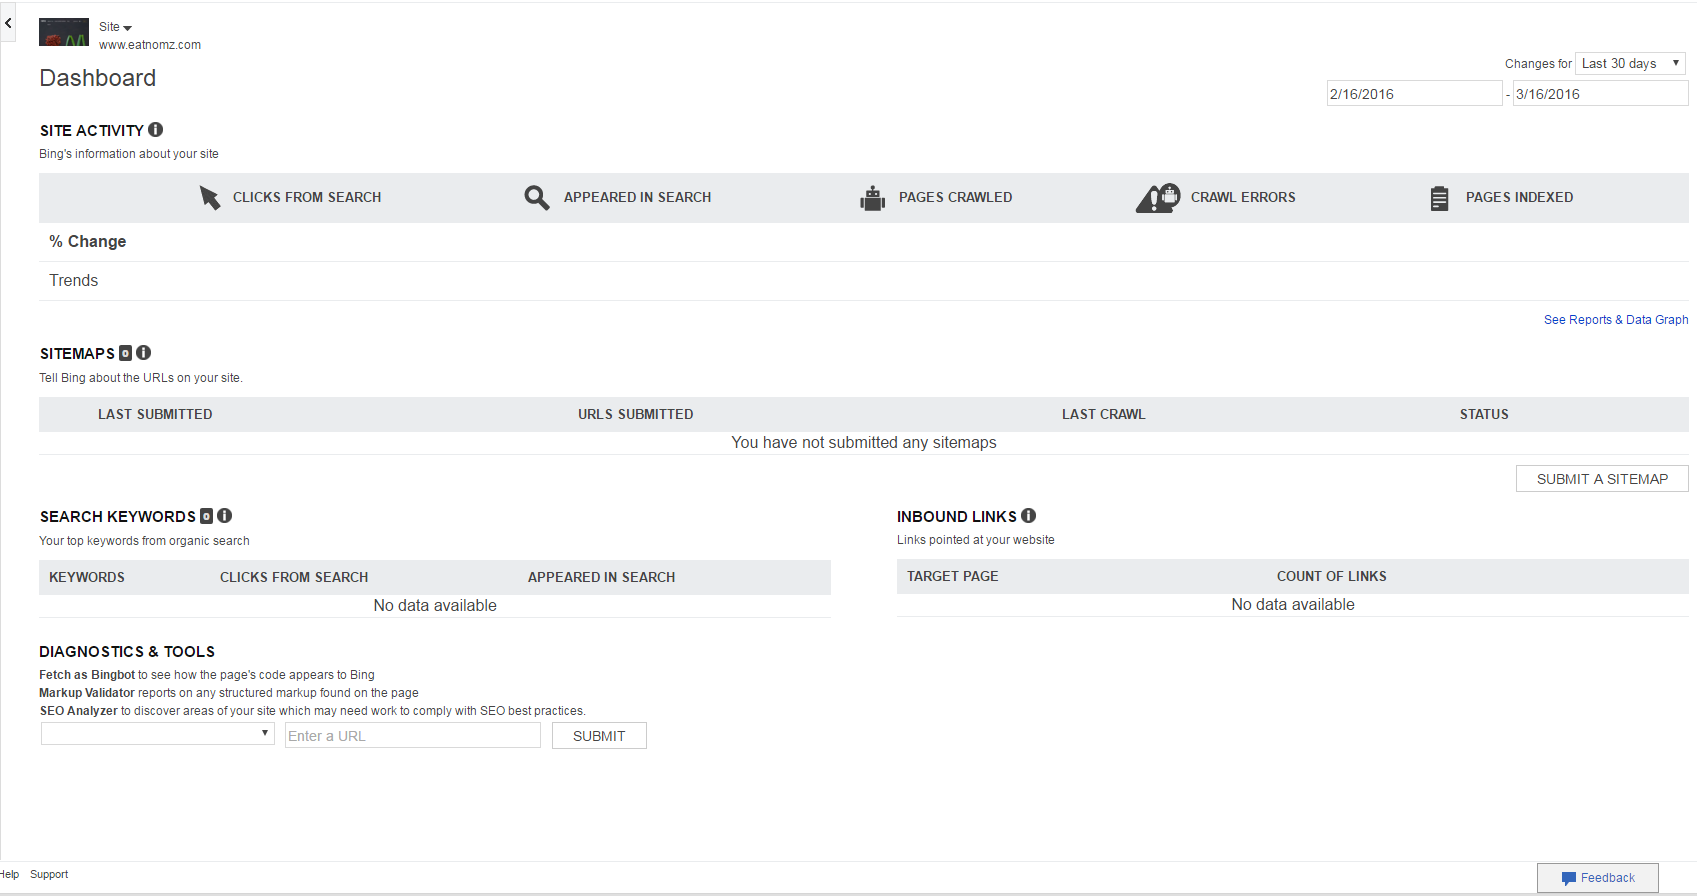 Site
www.eatnomz.com
Dashboard
Changes for Last 30 days
2/16/2016 - 3/16/2016
SITE ACTIVITY
Bing's information about your site
CLICKS FROM SEARCH APPEARED IN SEARCH PAGES CRAWLED CRAWL ERRORS PAGES INDEXED
% Change
Trends
See Reports & Data Graph
SITEMAPS 0
Tell Bing about the URLs on your site.
LAST SUBMITTED URLS SUBMITTED LAST CRAWL STATUS
You have not submitted any sitemaps
SUBMIT A SITEMAP
SEARCH KEYWORDS 0
Your top keywords from organic search
KEYWORDS CLICKS FROM SEARCH APPEARED IN SEARCH
No data available
INBOUND LINKS
Links pointed at your website
TARGET PAGE COUNT OF LINKS
No data available
DIAGNOSTICS & TOOLS
Fetch as Bingbot to see how the page's code appears to Bing
Markup Validator reports on any structured markup found on the page
SEO Analyzer to discover areas of your site which may need work to comply with SEO best practices.
Enter a URL SUBMIT
Help Support
Feedback